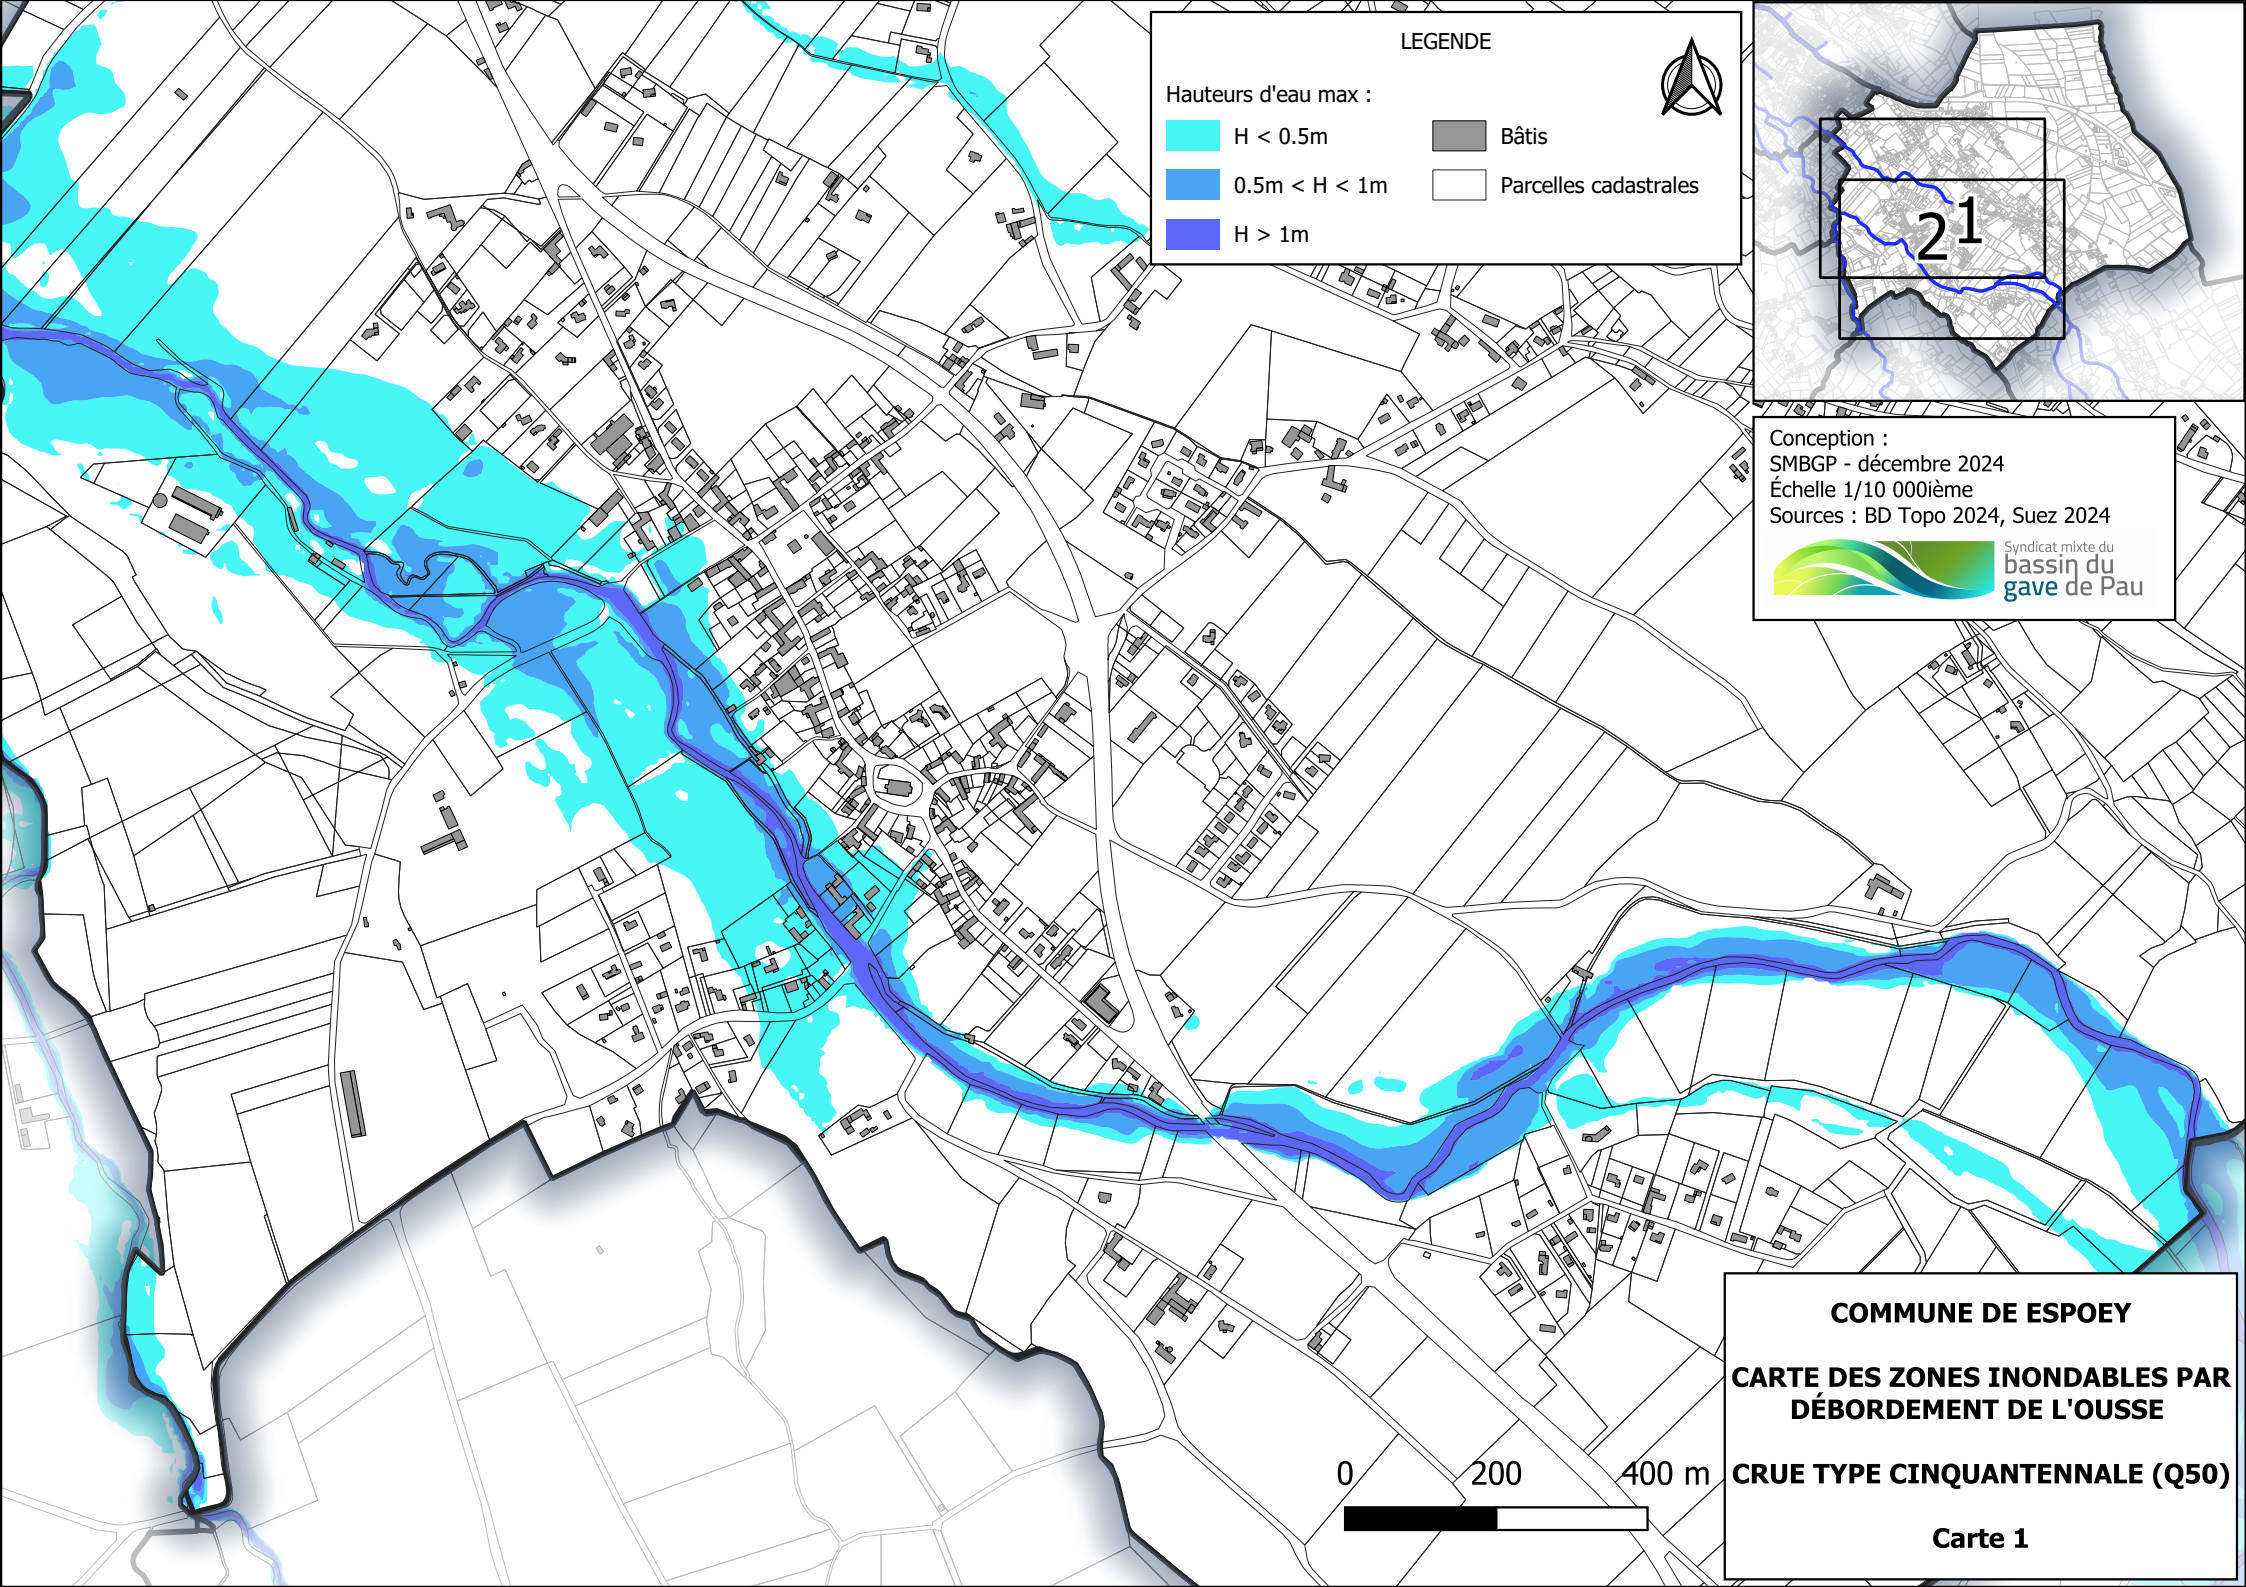 LEGENDE
Hauteurs d'eau max :
H < 0.5m
0.5m < H < 1m
H > 1m
Bâtis
Parcelles cadastrales
1
2
Conception :
SMBGP - décembre 2024
Échelle 1/10 000ième
Sources : BD Topo 2024, Suez 2024
Syndicat mixte du
bassin du
gave de Pau
0 200 400 m
COMMUNE DE ESPOEY
CARTE DES ZONES INONDABLES PAR
DÉBORDEMENT DE L'OUSSE
CRUE TYPE CINQUANTENNALE (Q50)
Carte 1